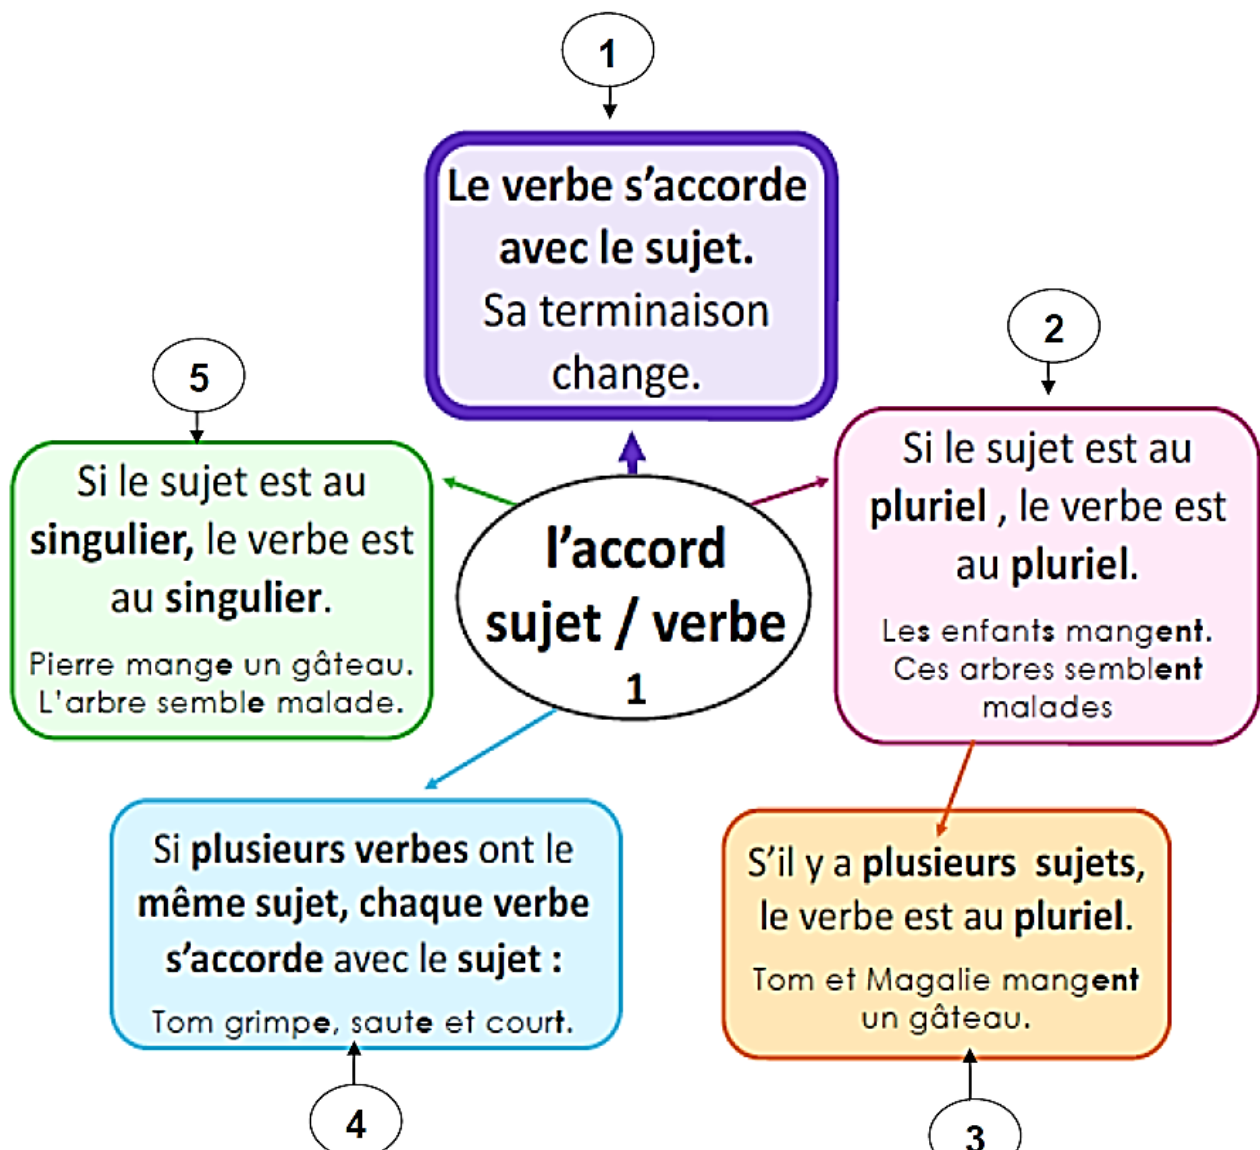 1
Le verbe s’accorde
avec le sujet.
Sa terminaison
change.
2
Si le sujet est au
pluriel , le verbe est
au pluriel.
Les enfants mangent.
Ces arbres semblent
malades
5
Si le sujet est au
singulier, le verbe est
au singulier.
Pierre mange un gâteau.
L’arbre semble malade.
l’accord
sujet / verbe
1
Si plusieurs verbes ont le
même sujet, chaque verbe
s’accorde avec le sujet :
Tom grimpe, saute et court.
4
S’il y a plusieurs sujets,
le verbe est au pluriel.
Tom et Magalie mangent
un gâteau.
3